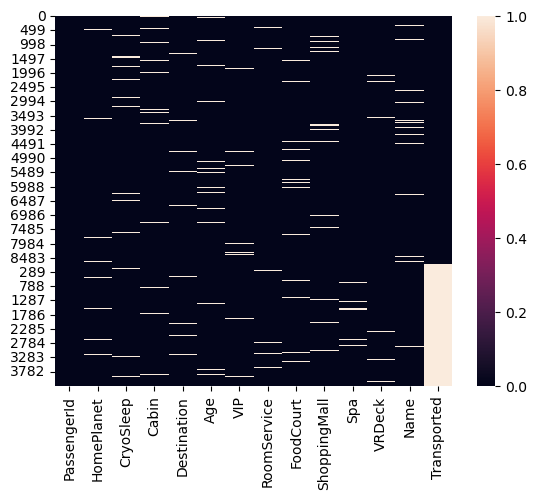 0
499
998
1497
1996
2495
2994
3493
3992
4491
4990
5489
5988
6487
6986
7485
7984
8483
289
788
1287
1786
2285
2784
3283
3782
PassengerId
HomePlanet
CryoSleep
Cabin
Destination
Age
VIP
RoomService
FoodCourt
ShoppingMall
Spa
VRDeck
Name
Transported
1.0
0.8
0.6
0.4
0.2
0.0